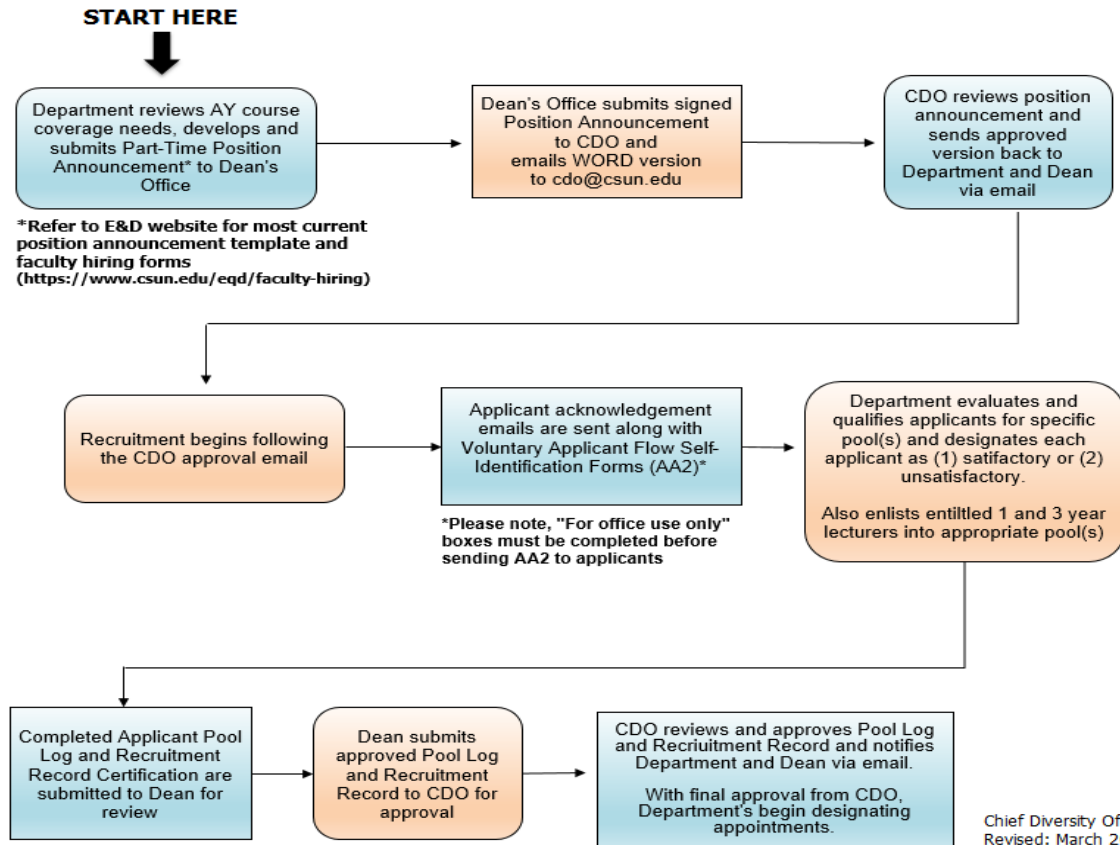 START HERE
Department reviews AY course
coverage needs, develops and
submits Part-Time Position
Announcement* to Dean's
Office
Dean's Office submits signed
Position Announcement
to CDO and
emails WORD version
to cdo@csun.edu
CDO reviews position
announcement and
sends approved
version back to
Department and Dean
via email
*Refer to E&D website for most current
position announcement template and
faculty hiring forms
(https://www.csun.edu/eqd/faculty-hiring)
Recruitment begins following
the CDO approval email
Applicant acknowledgement
emails are sent along with
Voluntary Applicant Flow Self-
Identification Forms (AA2)*
*Please note, "For office use only"
boxes must be completed before
sending AA2 to applicants
Department evaluates and
qualifies applicants for specific
pool(s) and designates each
applicant as (1) satifactory or (2)
unsatisfactory.
Also enlists entiltled 1 and 3 year
lecturers into appropriate pool(s)
Completed Applicant Pool
Log and Recruitment
Record Certification are
submitted to Dean for
review
Dean submits
approved Pool Log
and Recruitment
Record to CDO for
approval
CDO reviews and approves Pool Log
and Recriuitment Record and notifies
Department and Dean via email.
With final approval from CDO,
Department's begin designating
appointments.
Chief Diversity
Revised: March